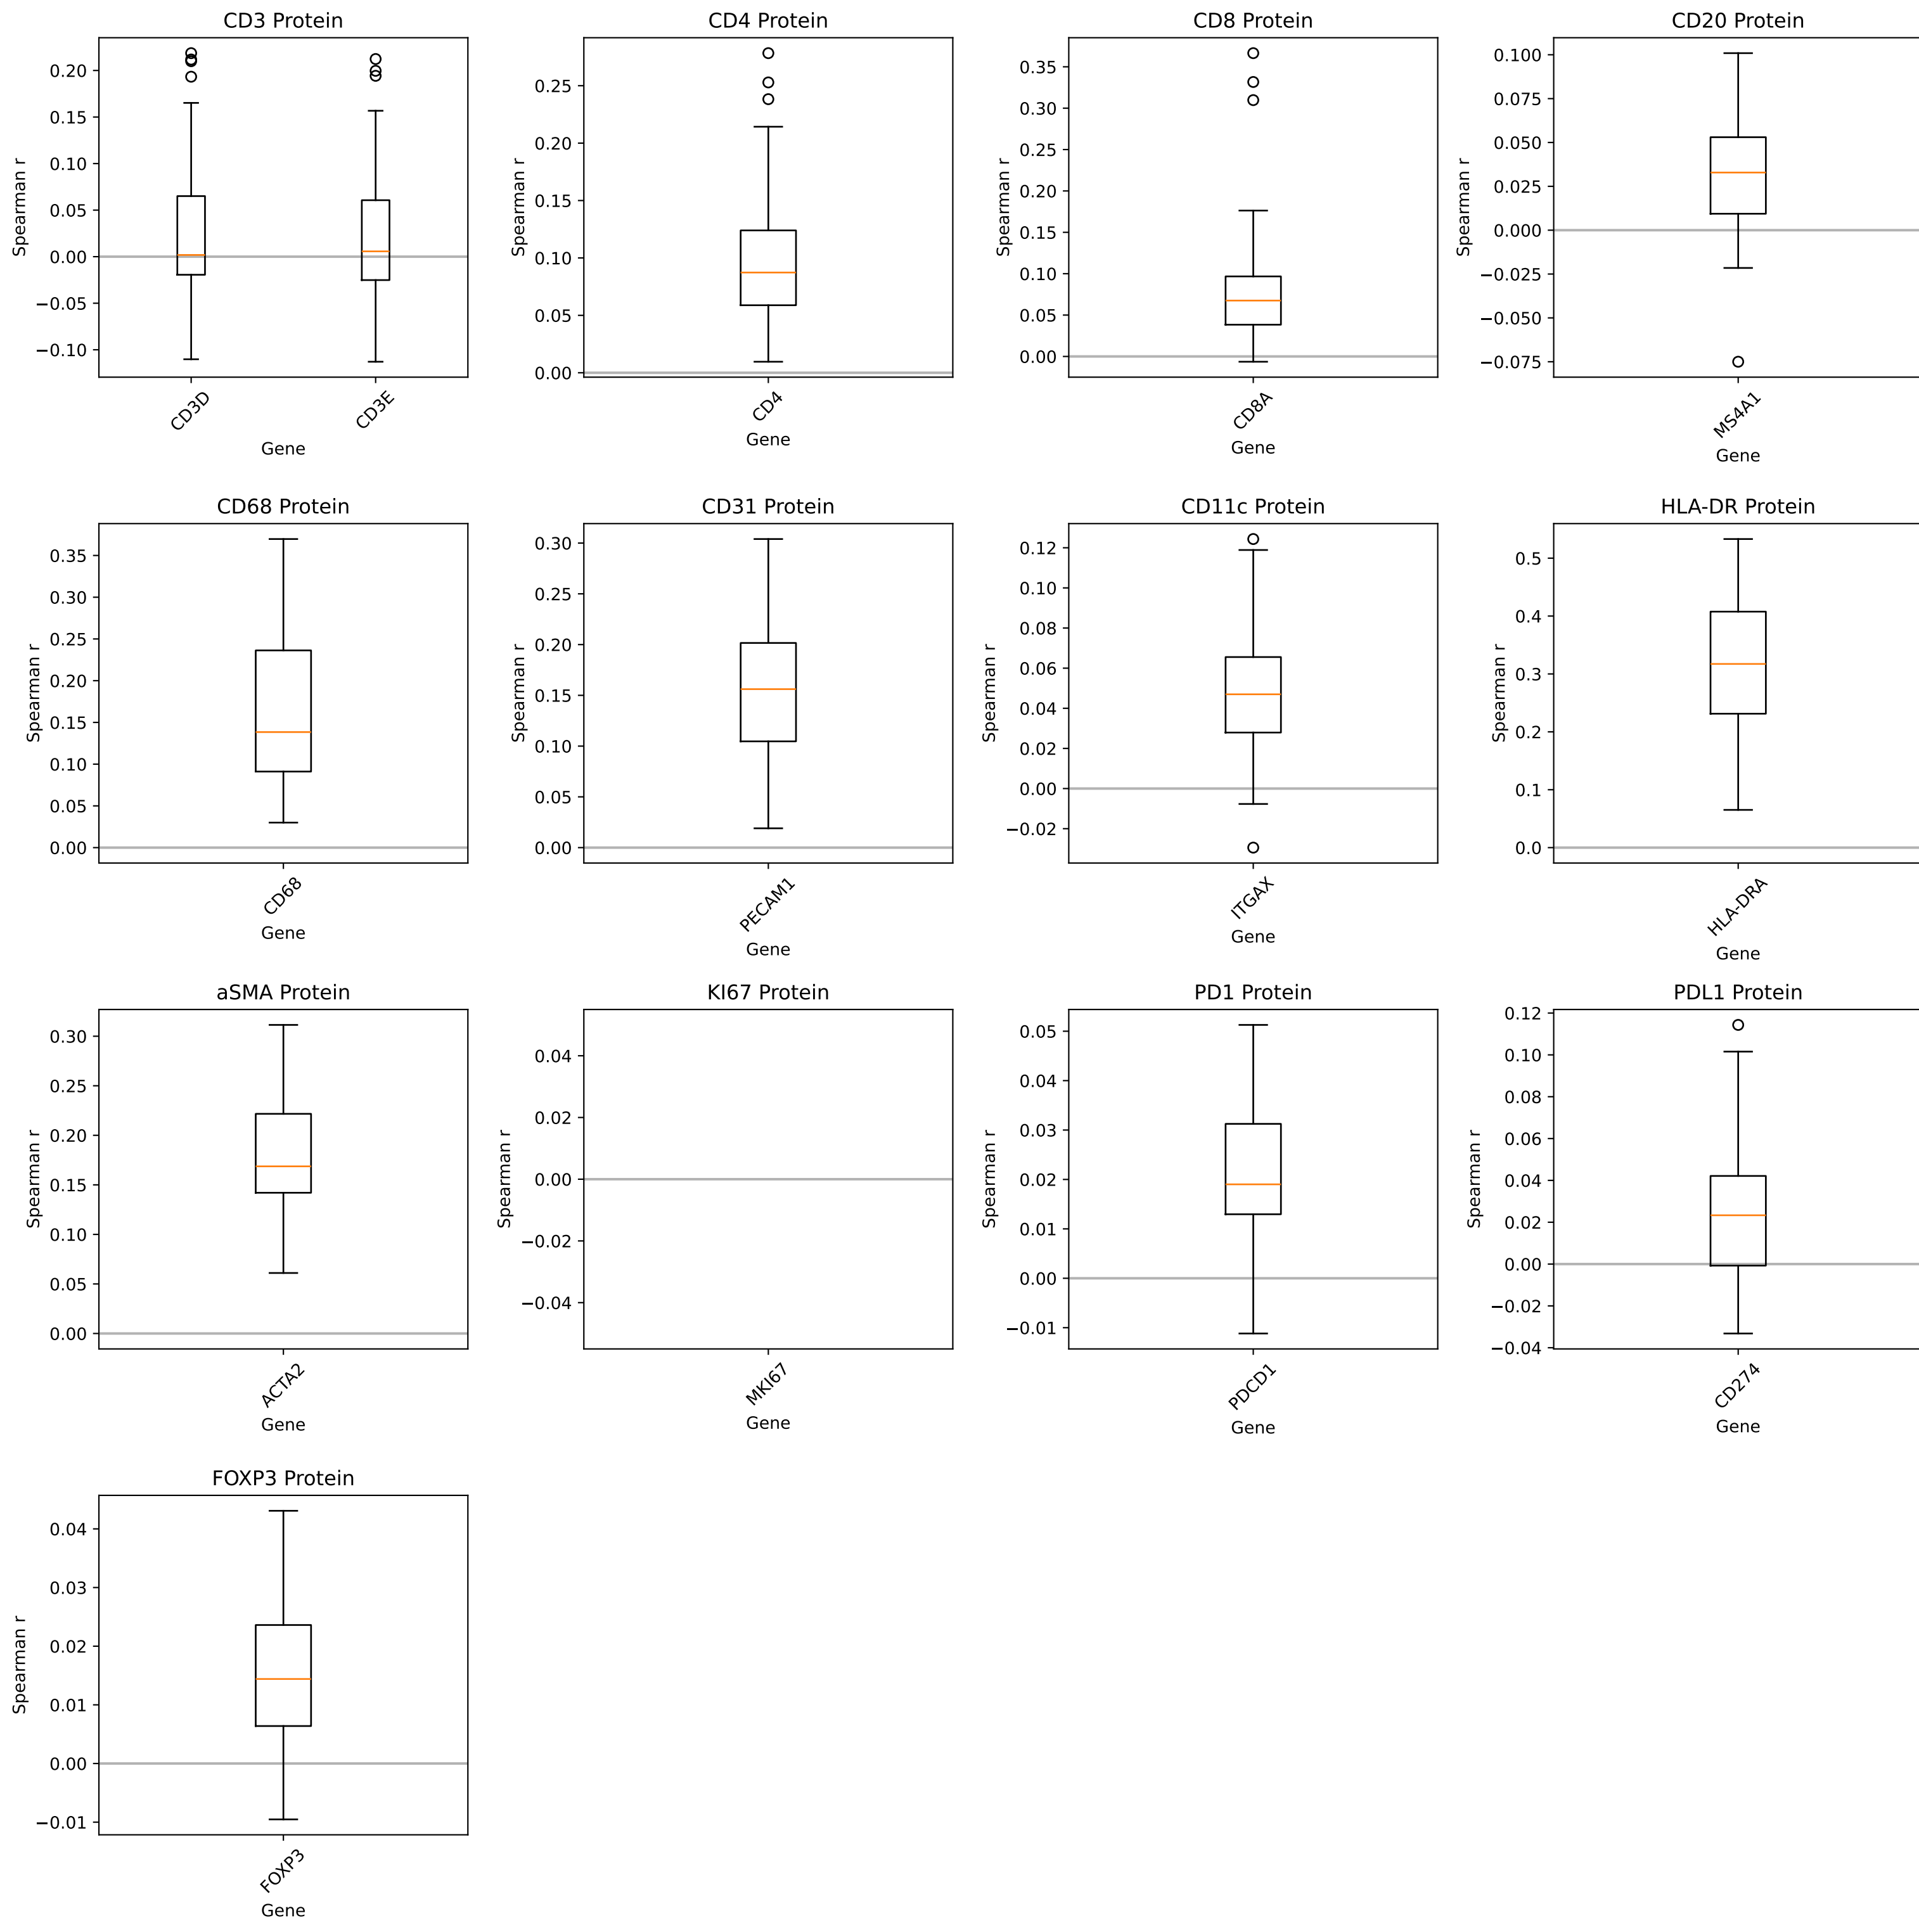 CD3 Protein
Spearman r
0.20
0.15
0.10
0.05
0.00
−0.05
−0.10
CD3D
CD3E
Gene
CD4 Protein
Spearman r
0.25
0.20
0.15
0.10
0.05
0.00
CD4
Gene
CD8 Protein
Spearman r
0.35
0.30
0.25
0.20
0.15
0.10
0.05
0.00
CD8A
Gene
CD20 Protein
Spearman r
0.100
0.075
0.050
0.025
0.000
−0.025
−0.050
−0.075
MS4A1
Gene
CD68 Protein
Spearman r
0.35
0.30
0.25
0.20
0.15
0.10
0.05
0.00
CD68
Gene
CD31 Protein
Spearman r
0.30
0.25
0.20
0.15
0.10
0.05
0.00
PECAM1
Gene
CD11c Protein
Spearman r
0.12
0.10
0.08
0.06
0.04
0.02
0.00
−0.02
ITGAX
Gene
HLA-DR Protein
Spearman r
0.5
0.4
0.3
0.2
0.1
0.0
HLA-DRA
Gene
aSMA Protein
Spearman r
0.30
0.25
0.20
0.15
0.10
0.05
0.00
ACTA2
Gene
KI67 Protein
Spearman r
0.04
0.02
0.00
−0.02
−0.04
MKI67
Gene
PD1 Protein
Spearman r
0.05
0.04
0.03
0.02
0.01
0.00
−0.01
PDCD1
Gene
PDL1 Protein
Spearman r
0.12
0.10
0.08
0.06
0.04
0.02
0.00
−0.02
−0.04
CD274
Gene
FOXP3 Protein
Spearman r
0.04
0.03
0.02
0.01
0.00
−0.01
FOXP3
Gene